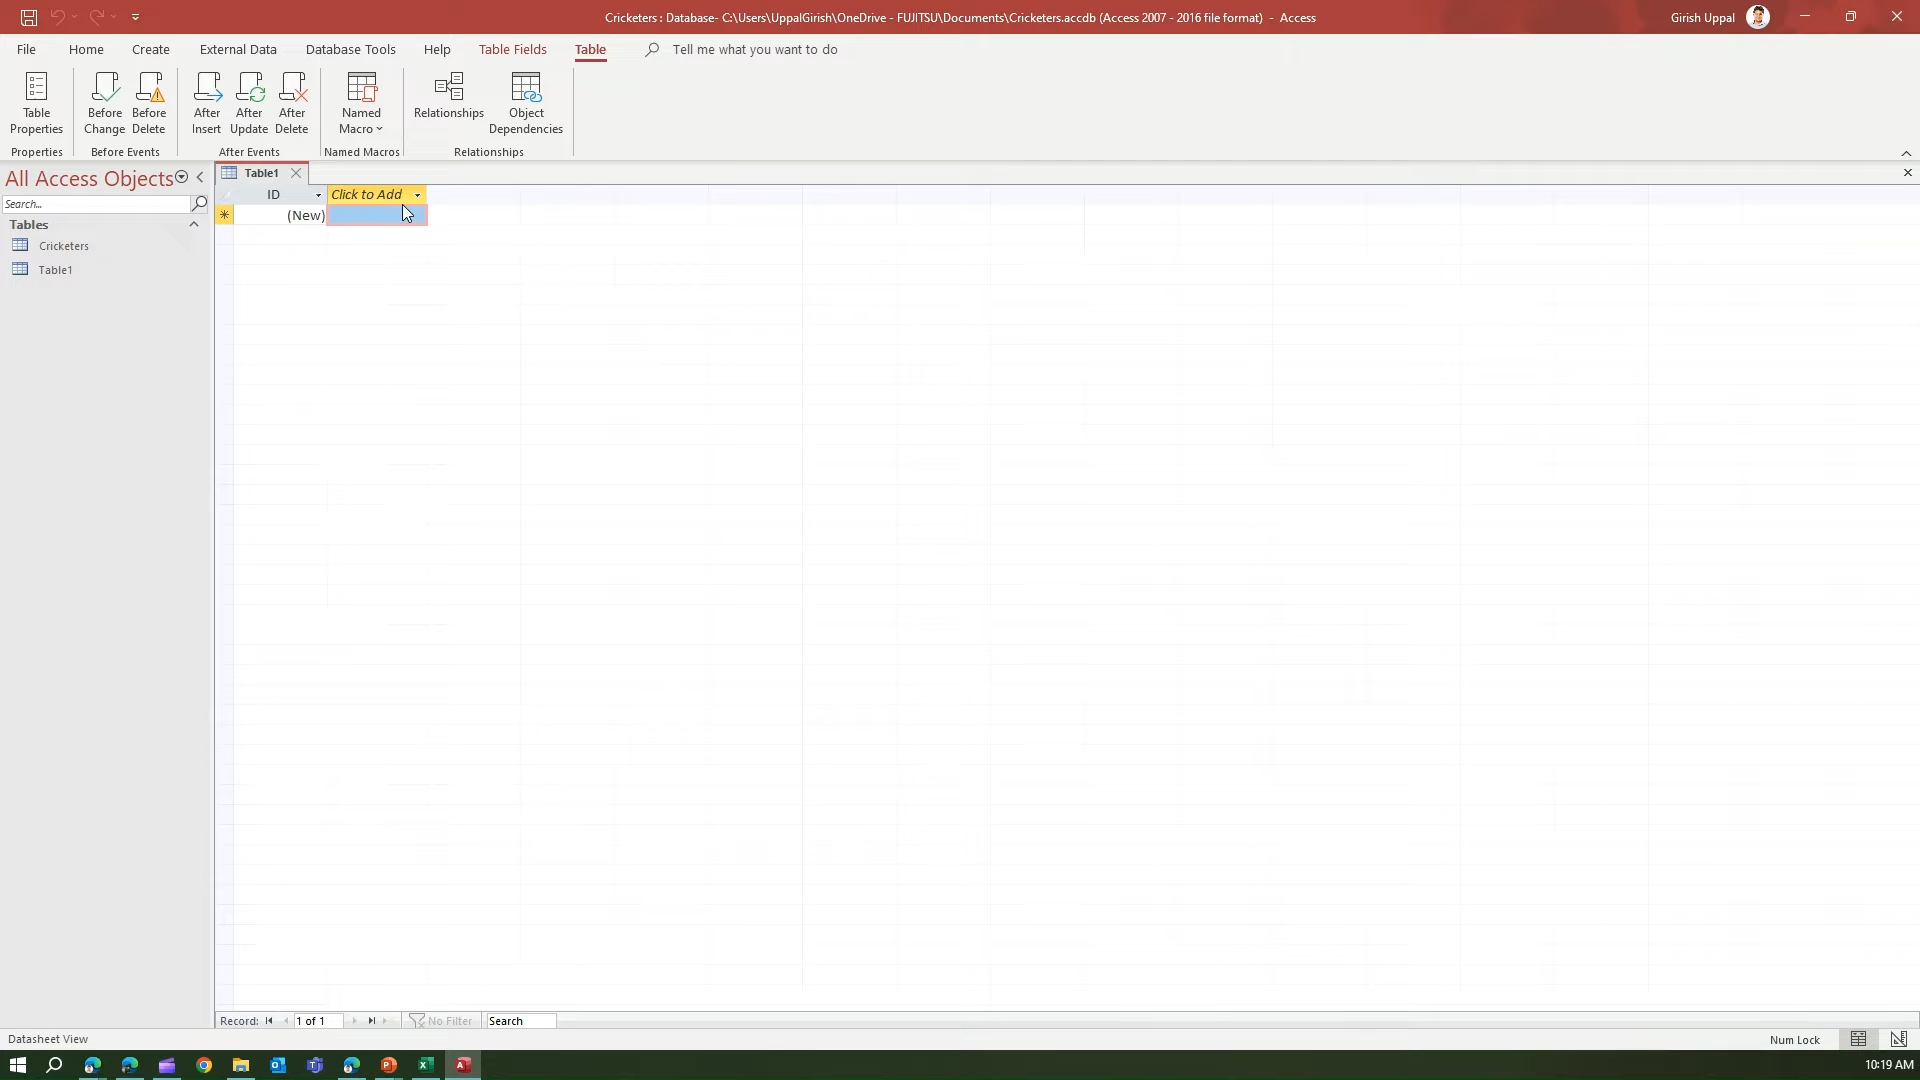 Cricketers : Database- C:\Users\UppalGirish\OneDrive - FUJITSU\Documents\Cricketers.accdb (Access 2007 - 2016 file format) - Access
Girish Uppal
File Home Create External Data Database Tools Help Table Fields Table Tell me what you want to do
Table Properties
Before Change
Before Delete
After Insert
After Update
After Delete
Named Macro
Relationships
Object Dependencies
Properties Before Events After Events Named Macros Relationships
All Access Objects
Search...
Tables
Cricketers
Table1
Table1
ID Click to Add
(New)
Record: 1 of 1 No Filter Search
Datasheet View
Num Lock
10:19 AM